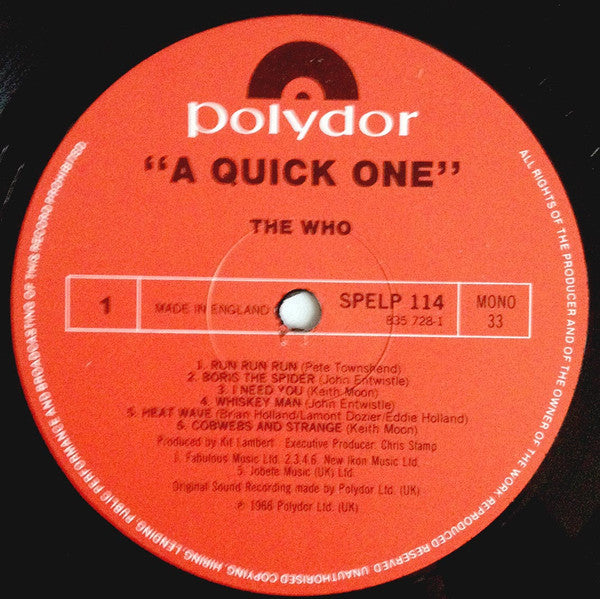 polydor
"A QUICK ONE"
THE WHO
1
MADE IN ENGLAND
SPELP 114
835 728-1
MONO
33
1. RUN RUN RUN (Pete Townshend)
2. BORIS THE SPIDER (John Entwistle)
3. I NEED YOU (Keith Moon)
4. WHISKEY MAN (John Entwistle)
5. HEAT WAVE (Brian Holland/Lamont Dozier/Eddie Holland)
6. COBWEBS AND STRANGE (Keith Moon)
Produced by Kit Lambert Executive Producer: Chris Stamp
1. Fabulous Music Ltd. 2.3.4.6. New Ikon Music Ltd.
5. Jobete Music (UK) Ltd.
Original Sound Recording made by Polydor Ltd. (UK)
℗ 1966 Polydor Ltd. (UK)
ALL RIGHTS OF THE PRODUCER AND OF THE OWNER OF THE WORK REPRODUCED RESERVED. UNAUTHORISED COPYING, HIRING, LENDING, PUBLIC PERFORMANCE AND BROADCASTING OF THIS RECORD PROHIBITED.